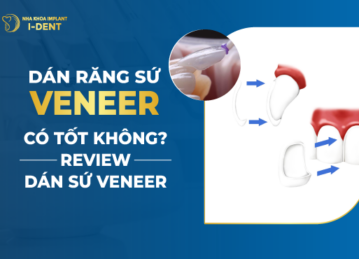 NHA KHOA IMPLANT
I-DENT
DÁN RĂNG SỨ
VENEER
CÓ TỐT KHÔNG?
REVIEW
DÁN SỨ VENEER